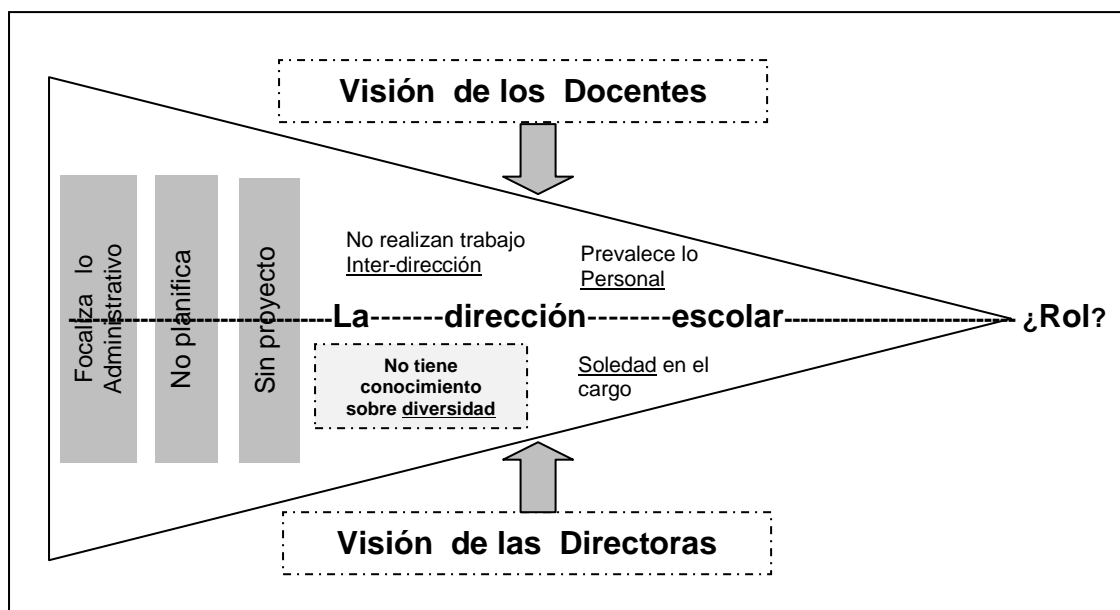 Visión de los Docentes
Focaliza lo
Administrativo
No planifica
Sin proyecto
No realizan trabajo
Inter-dirección
Prevalece lo
Personal
La-------dirección-------escolar ¿Rol?
No tiene
conocimiento
sobre diversidad
Soledad en el
cargo
Visión de las Directoras